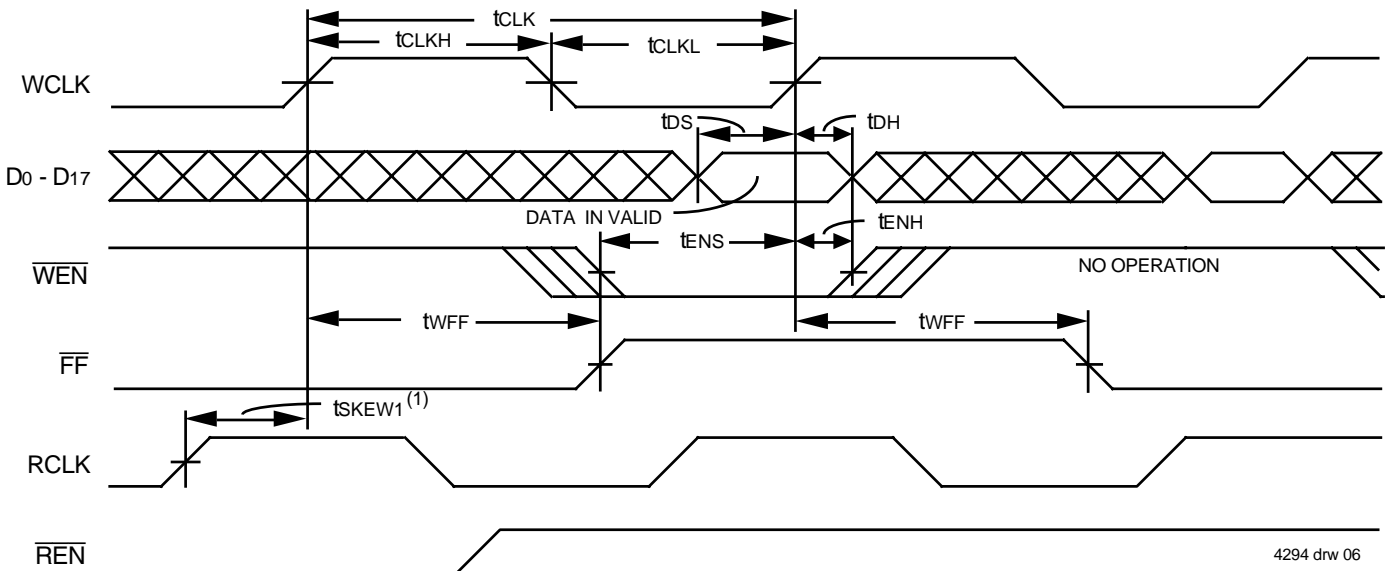 tCLK
tCLKH
tCLKL
WCLK
tDS
tDH
D0 - D17
DATA IN VALID
tENS
tENH
WEN
NO OPERATION
tWFF
tWFF
FF
tSKEW1(1)
RCLK
REN
4294 drw 06